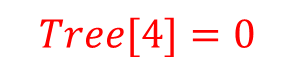 Tree[4] = 0